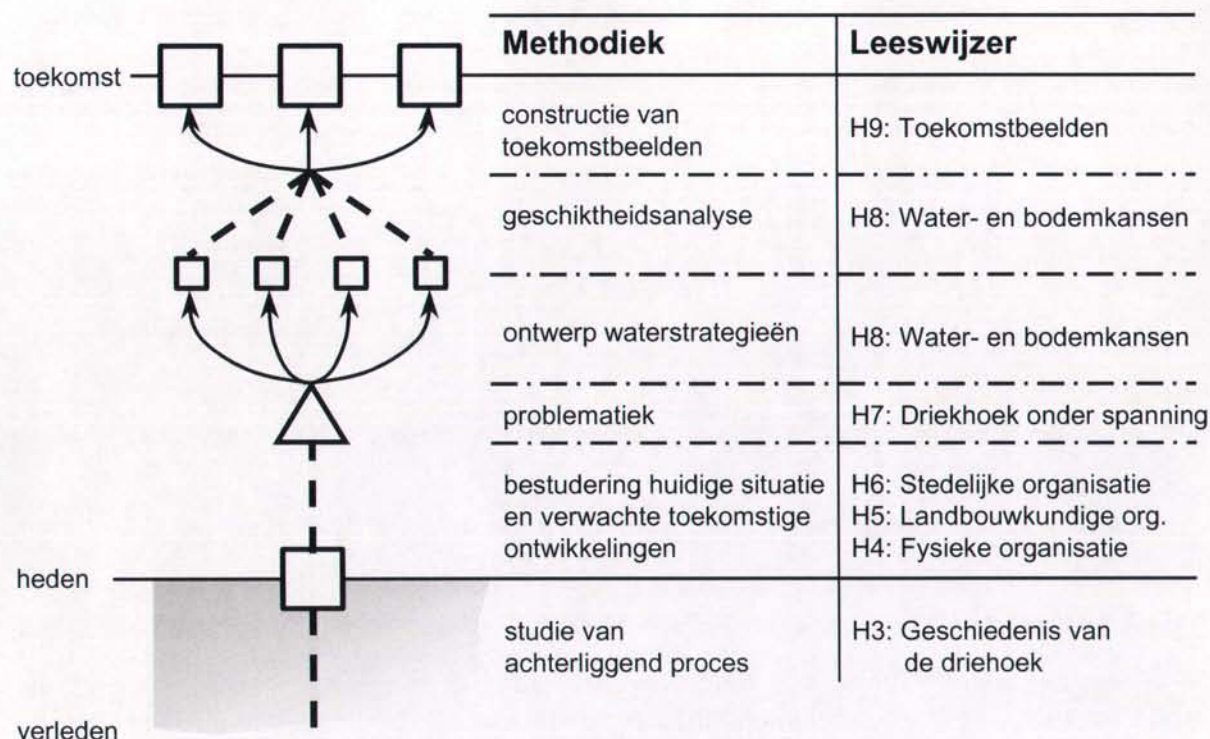 Methodiek
Leeswijzer
toekomst
constructie van
toekomstbeelden
H9: Toekomstbeelden
geschiktheidsanalyse
H8: Water- en bodemkansen
ontwerp waterstrategieën
H8: Water- en bodemkansen
problematiek
H7: Driekhoek onder spanning
bestudering huidige situatie
en verwachte toekomstige
ontwikkelingen
H6: Stedelijke organisatie
H5: Landbouwkundige org.
H4: Fysieke organisatie
heden
studie van
achterliggend proces
H3: Geschiedenis van
de driehoek
verleden